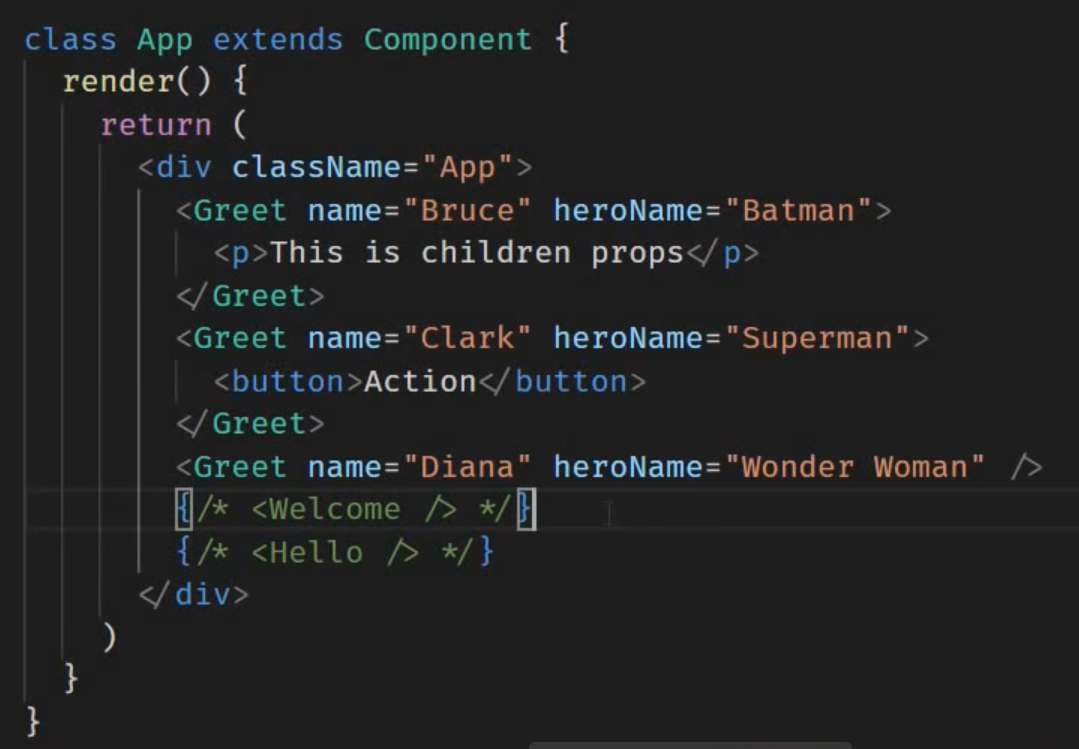 class App extends Component {
render() {
return (
<div className="App">
<Greet name="Bruce" heroName="Batman">
<p>This is children props</p>
</Greet>
<Greet name="Clark" heroName="Superman">
<button>Action</button>
</Greet>
<Greet name="Diana" heroName="Wonder Woman" />
{/* <Welcome /> */}
{/* <Hello /> */}
</div>
)
}
}